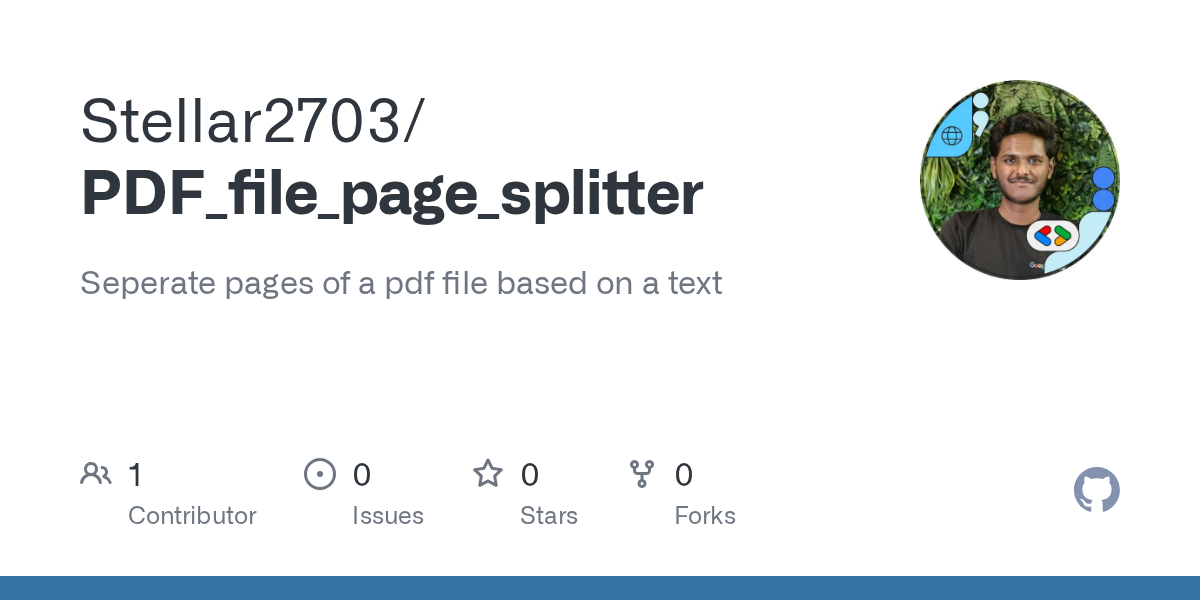 Stellar2703/
PDF_file_page_splitter
Seperate pages of a pdf file based on a text
1
Contributor
0
Issues
0
Stars
0
Forks